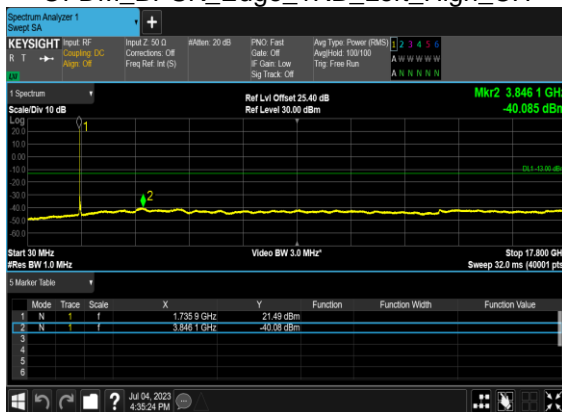 Spectrum Analyzer 1
Swept SA
+
KEYSIGHT Input: RF Input Z: 50 Ω #Atten: 20 dB PNO: Fast Avg Type: Power (RMS) 1 2 3 4 5 6
R T Coupling: DC Corrections: Off Gate: Off Avg|Hold: 100/100 A W W W W W
Align: Off Freq Ref: Int (S) IF Gain: Low Trig: Free Run
LU Sig Track: Off A N N N N N
1 Spectrum Ref Lvl Offset 25.40 dB Mkr2 3.846 1 GHz
Scale/Div 10 dB Ref Level 30.00 dBm -40.085 dBm
Log
20.0
10.0
0.00
-10.0
DL1 -13.00 dBm
-20.0
-30.0
-40.0
-50.0
-60.0
1
2
Start 30 MHz Video BW 3.0 MHz* Stop 17.800 GHz
#Res BW 1.0 MHz Sweep 32.0 ms (40001 pts)
5 Marker Table
Mode Trace Scale X Y Function Function Width Function Value
1 N 1 f 1.735 9 GHz 21.49 dBm
2 N 1 f 3.846 1 GHz -40.08 dBm
3
4
5
6
? Jul 04, 2023
4:35:24 PM